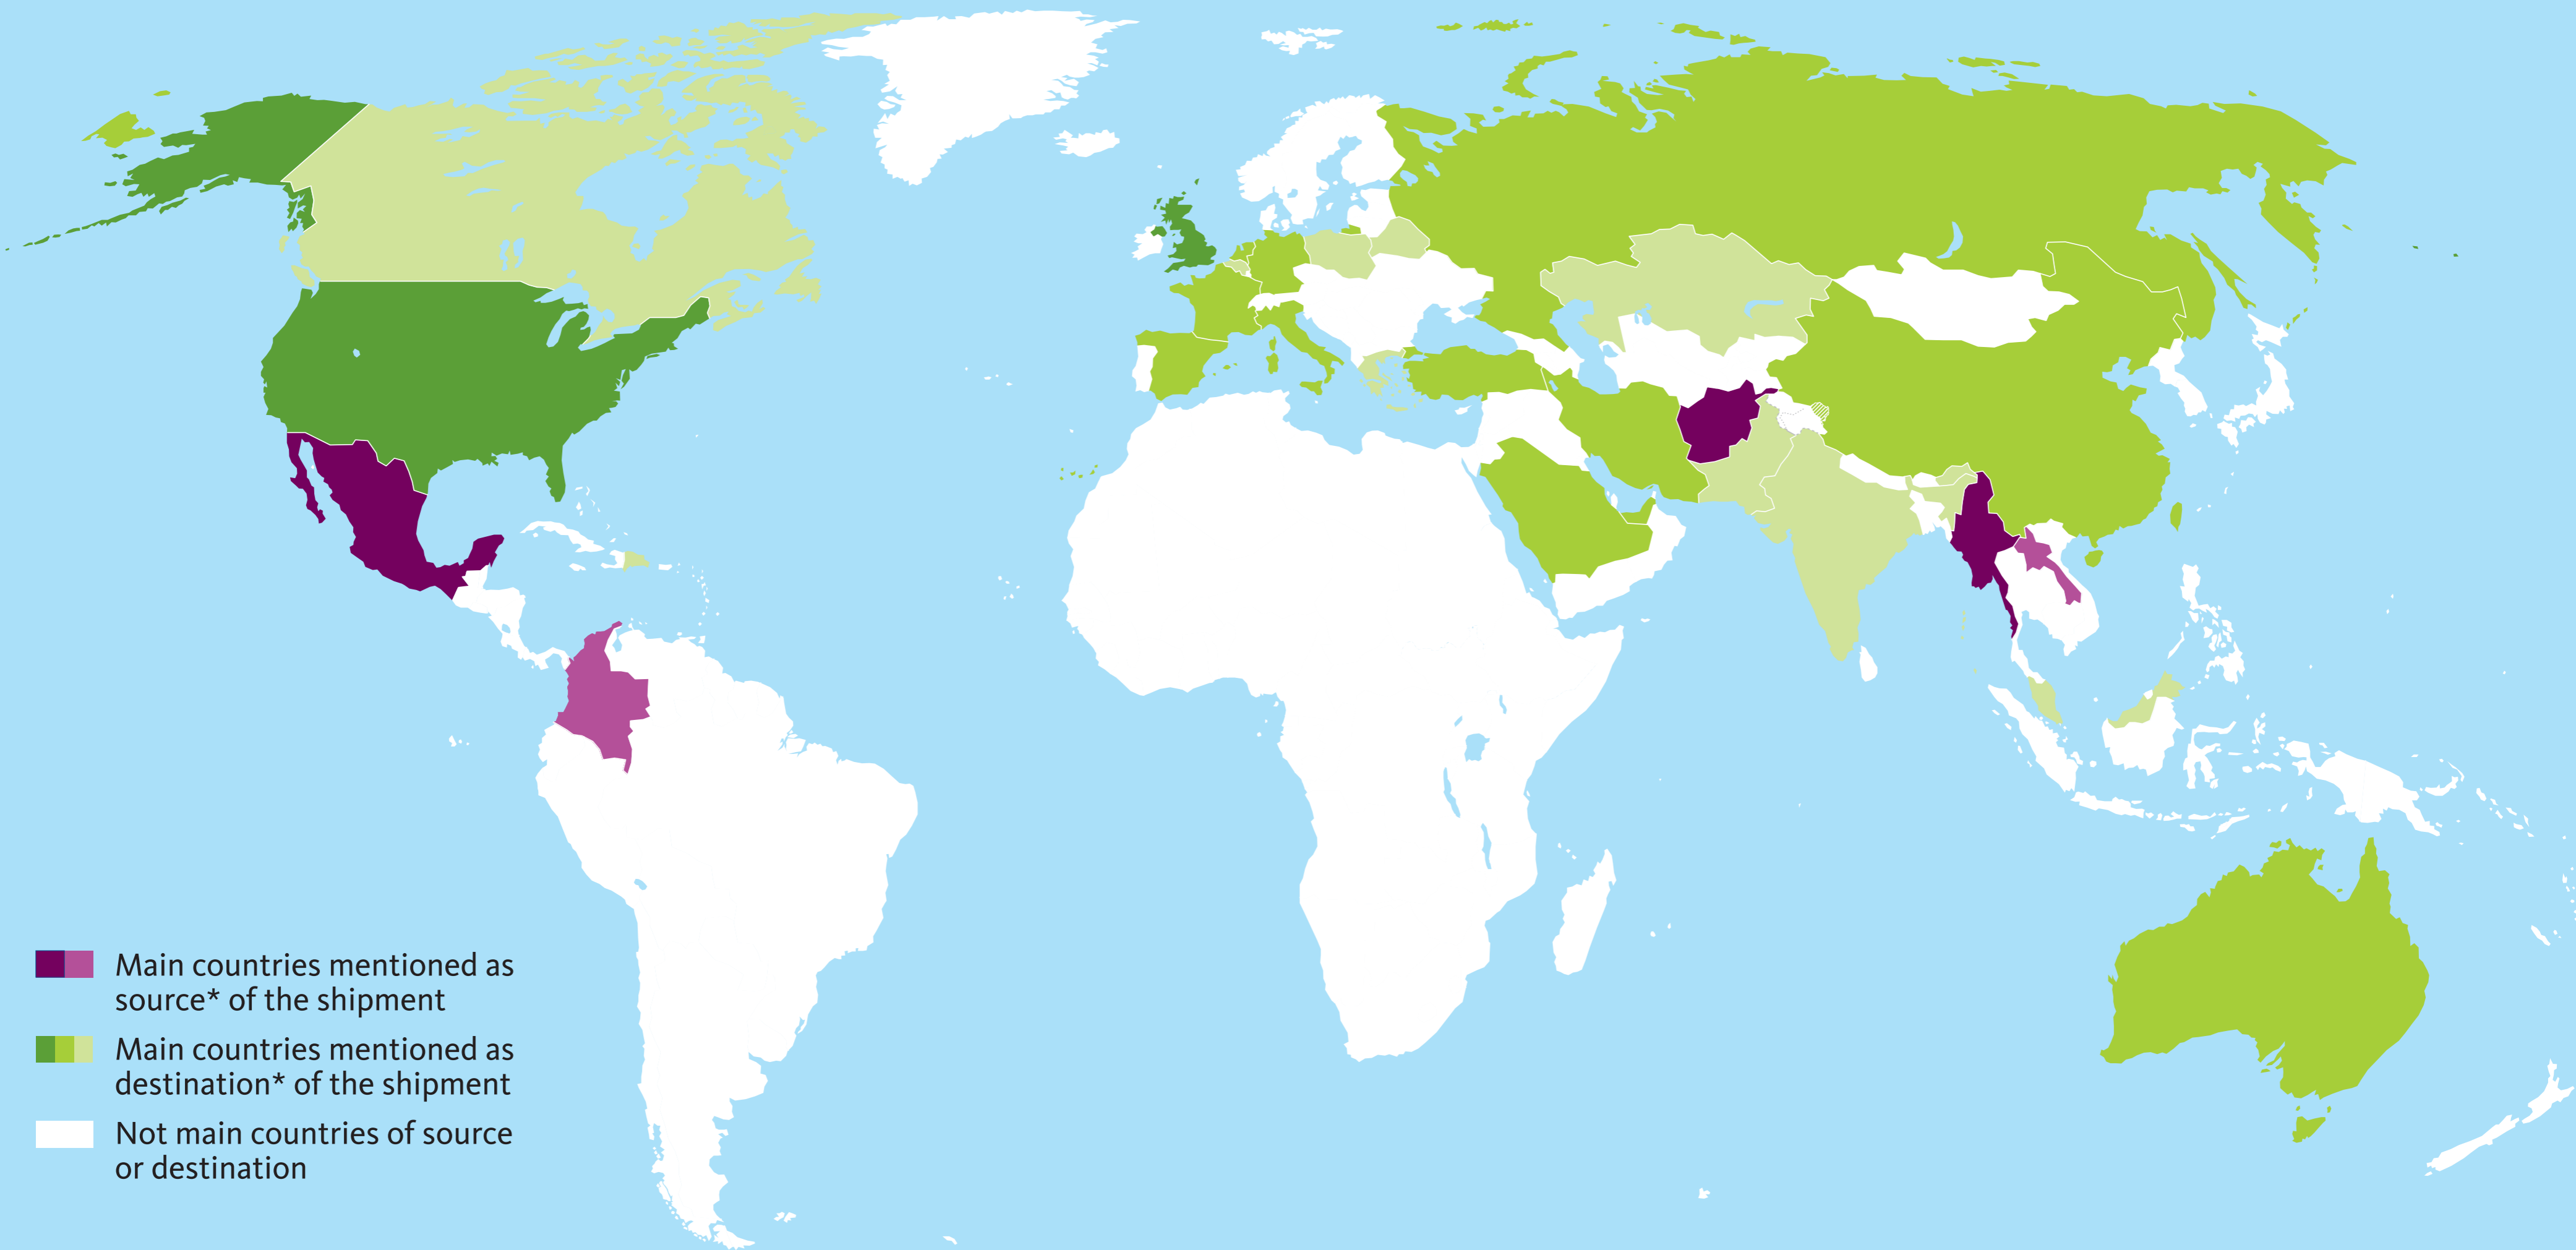 Main countries mentioned as
source* of the shipment
Main countries mentioned as
destination* of the shipment
Not main countries of source
or destination